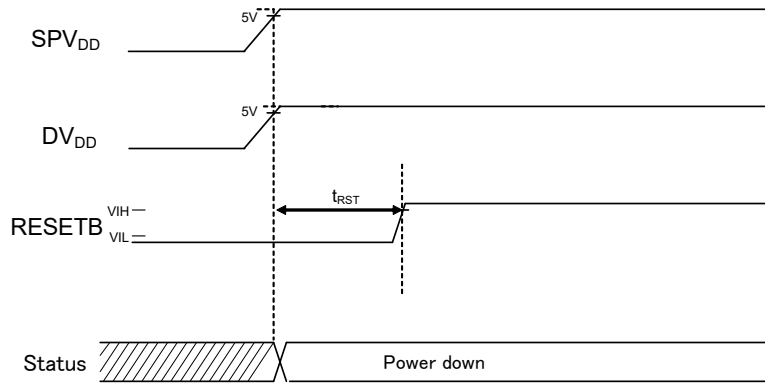 5V
SPVDD
5V
DVDD
tRST
VIH
RESETB
VIL
Status
Power down